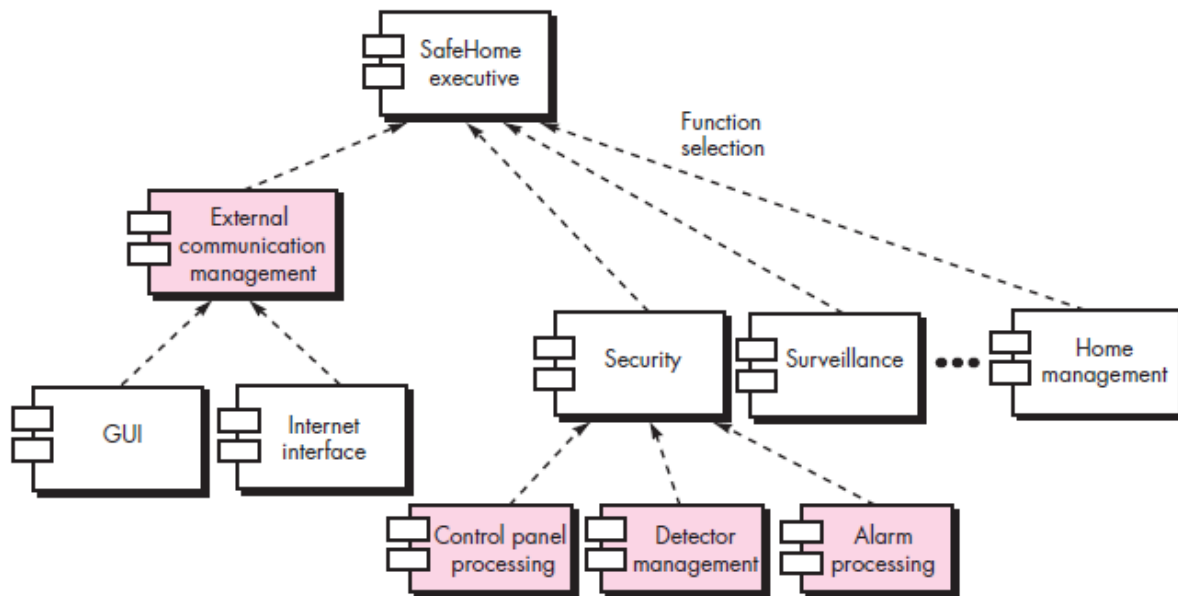 SafeHome
executive
Function
selection
External
communication
management
Security
Surveillance
Home
management
GUI
Internet
interface
Control panel
processing
Detector
management
Alarm
processing